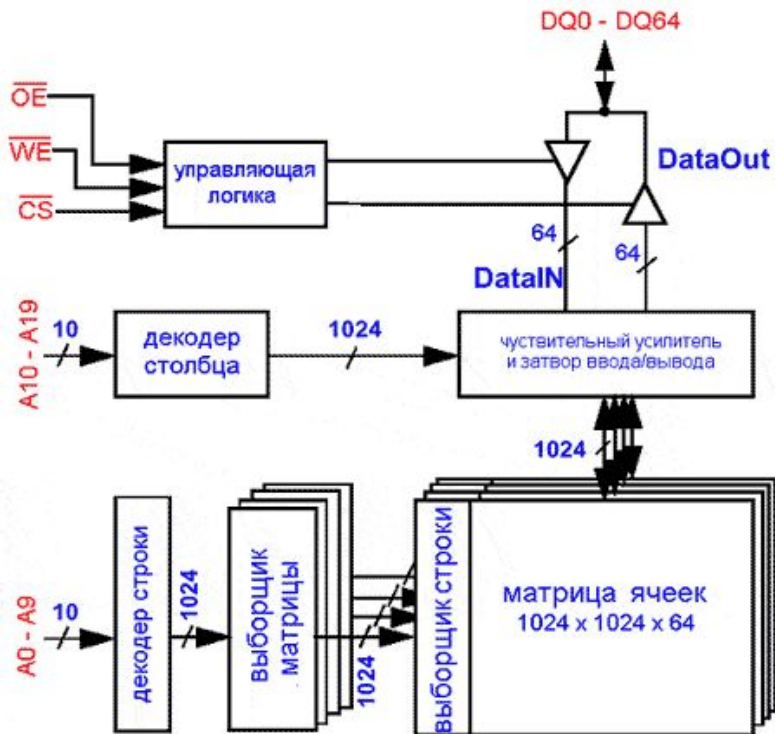 DQ0 - DQ64
OE
WE
CS
управляющая
логика
DataOut
64
64
DataIN
A10 - A19
10
декодер
столбца
1024
чуствительный усилитель
и затвор ввода/вывода
1024
A0 - A9
10
декодер строки
1024
выборщик
матрицы
1024
выборщик строки
матрица ячеек
1024 x 1024 x 64